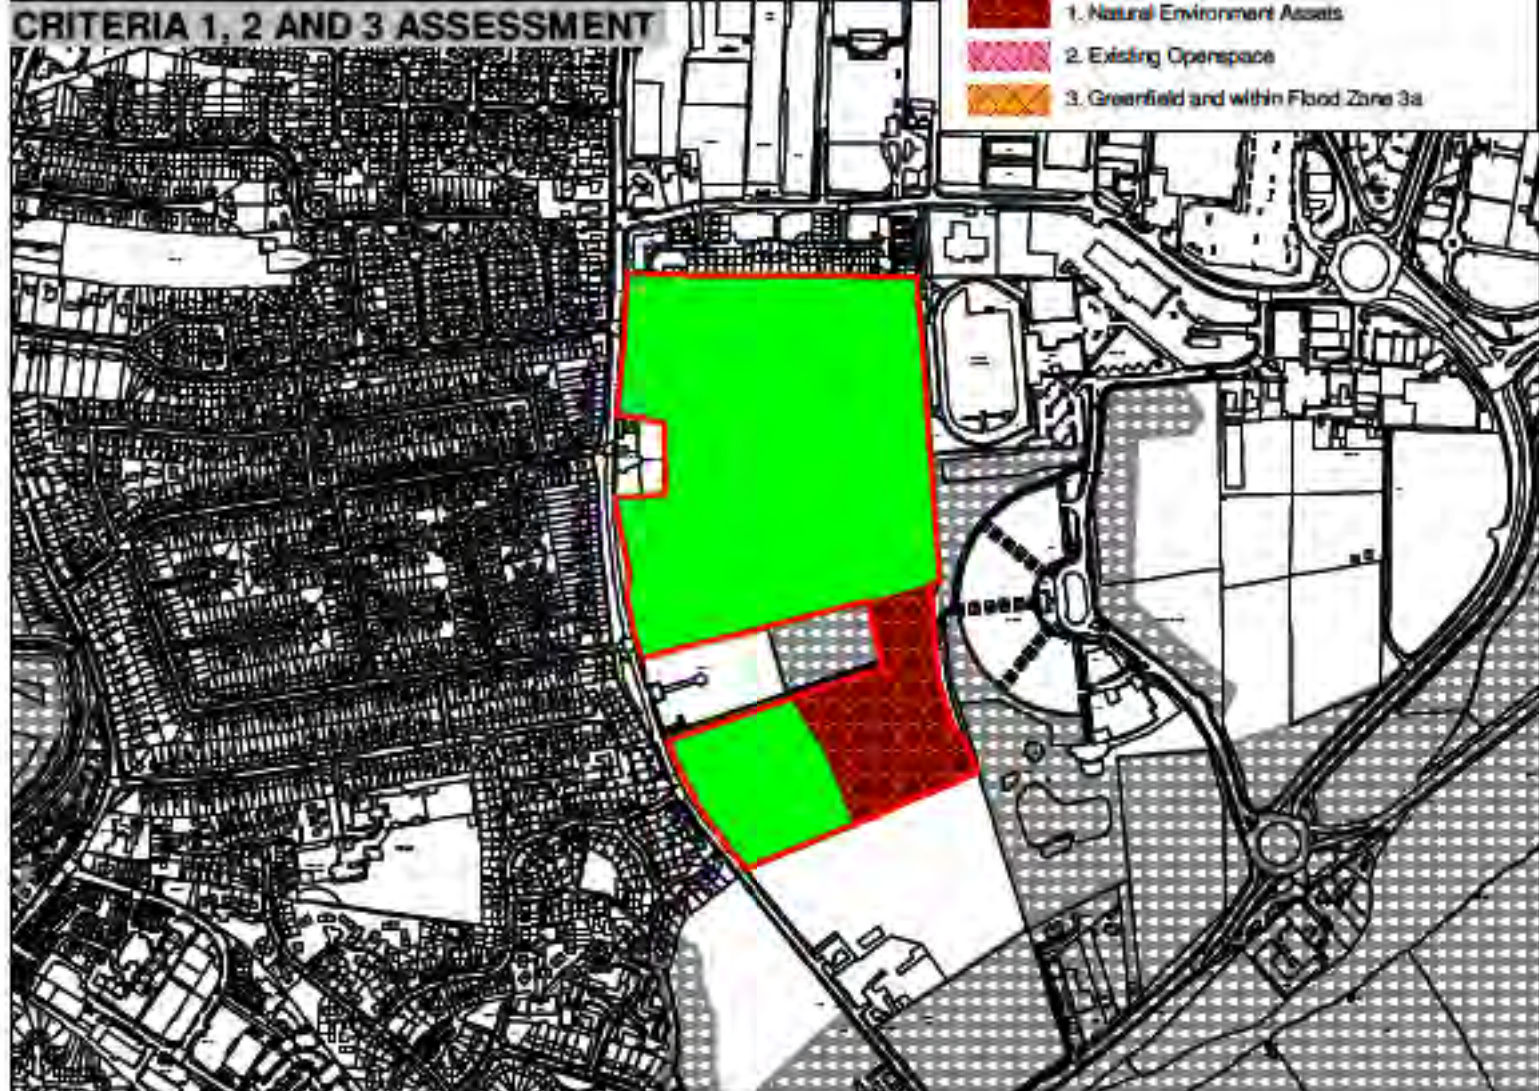 CRITERIA 1, 2 AND 3 ASSESSMENT
1. Natural Environment Assets
2. Existing Openspace
3. Greenfield and within Flood Zone 3a